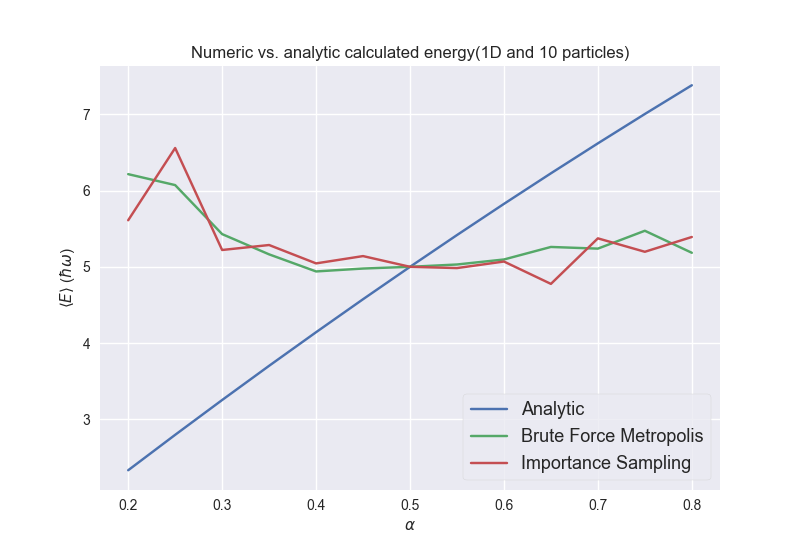 Numeric vs. analytic calculated energy(1D and 10 particles)
⟨E⟩ (ħω)
7
6
5
4
3
0.2 0.3 0.4 0.5 0.6 0.7 0.8
α
Analytic
Brute Force Metropolis
Importance Sampling